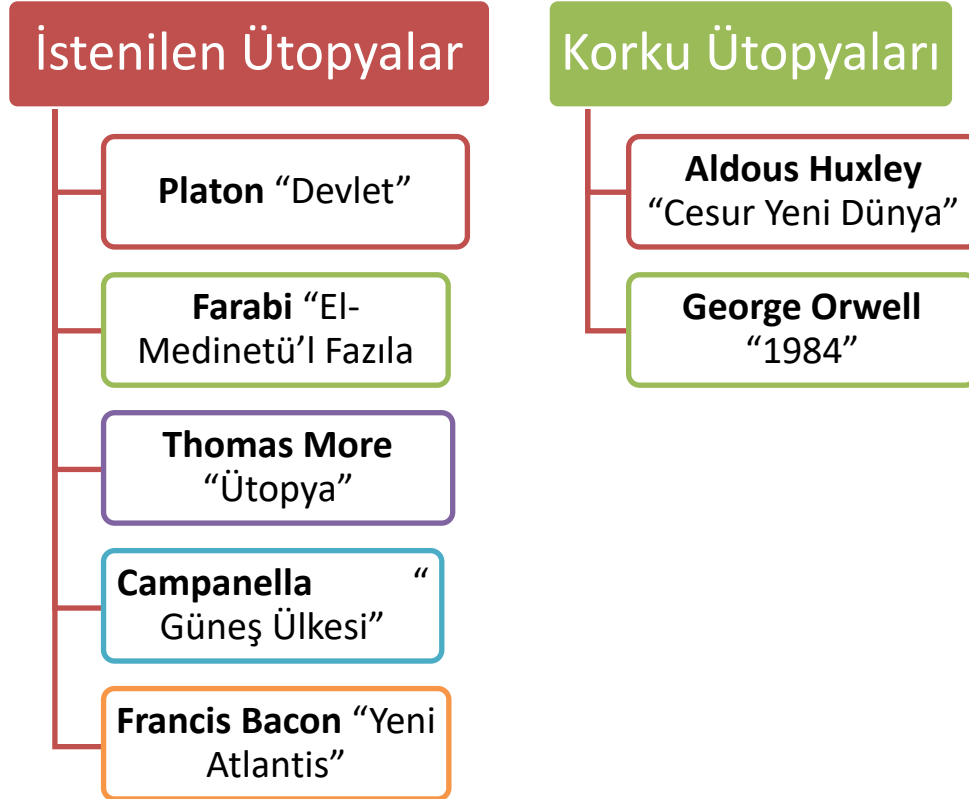 İstenilen Ütopyalar
Platon “Devlet”
Farabi “El-
Medinetü’l Fazıla
Thomas More
“Ütopya”
Campanella “
Güneş Ülkesi”
Francis Bacon “Yeni
Atlantis”
Korku Ütopyaları
Aldous Huxley
“Cesur Yeni Dünya”
George Orwell
“1984”